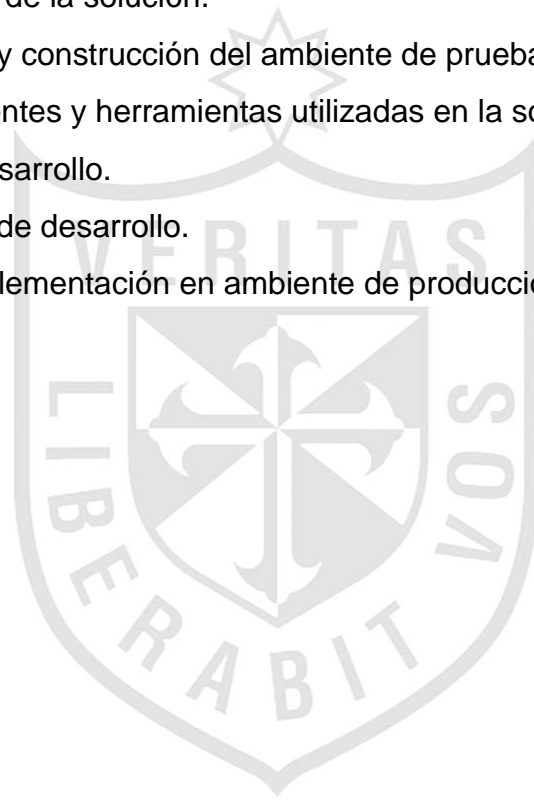 de la solución.
y construcción del ambiente de prueba
entes y herramientas utilizadas en la so
sarrollo.
de desarrollo.
lementación en ambiente de producció
VERITAS
LIBERABIT
VOS